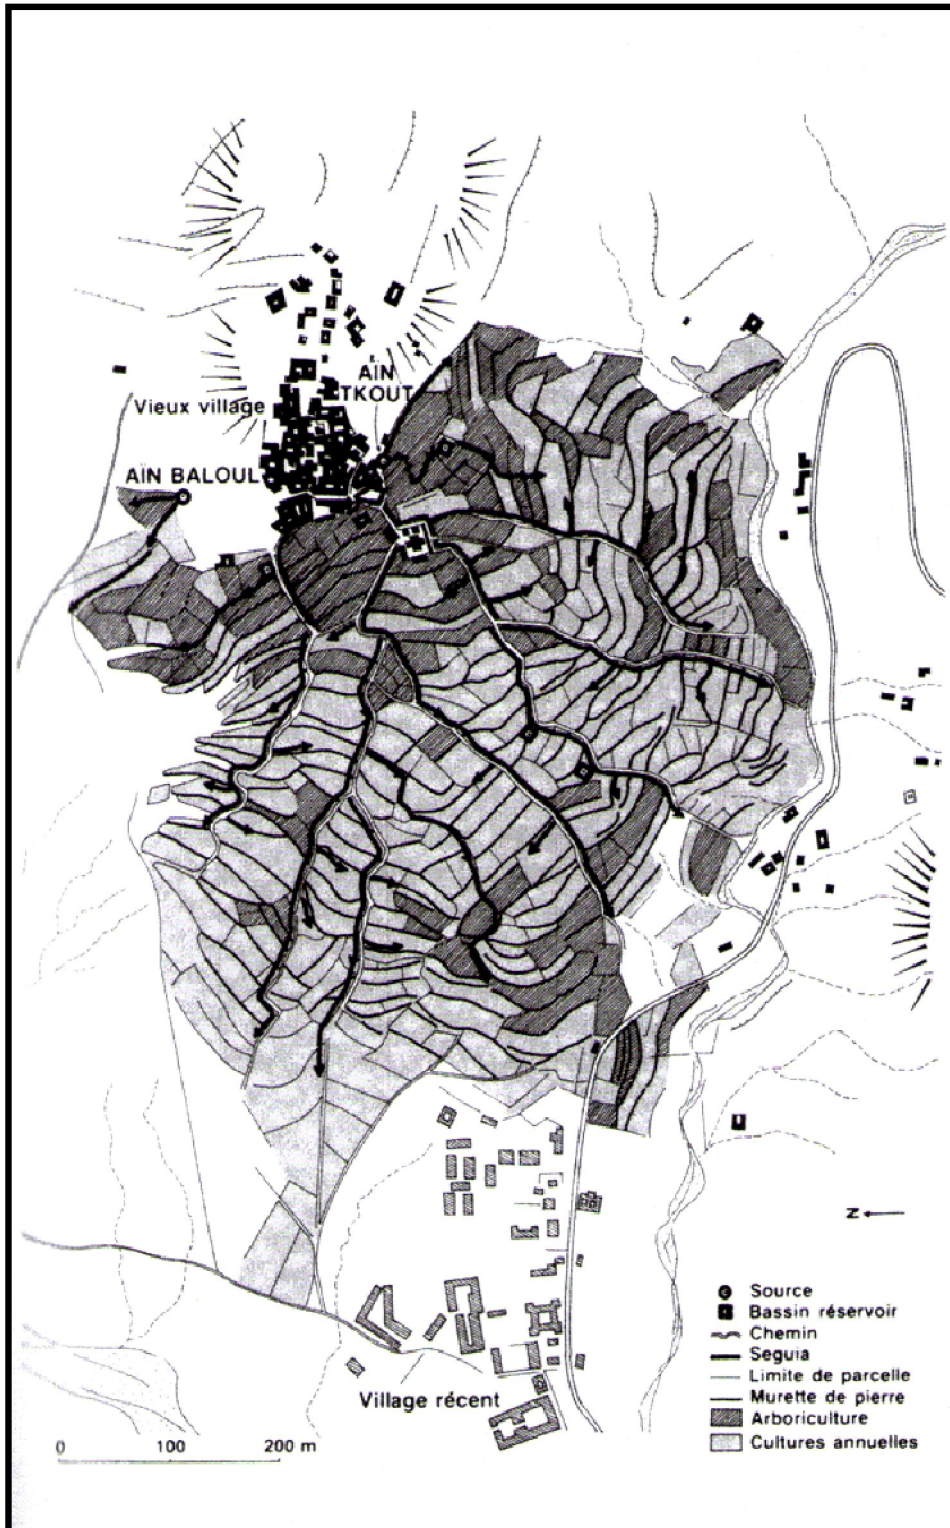 AÏN
TKOUT
Vieux village
AÏN BALOUL
N
Source
Bassin réservoir
Chemin
Seguia
Limite de parcelle
Murette de pierre
Arboriculture
Cultures annuelles
Village récent
0 100 200 m